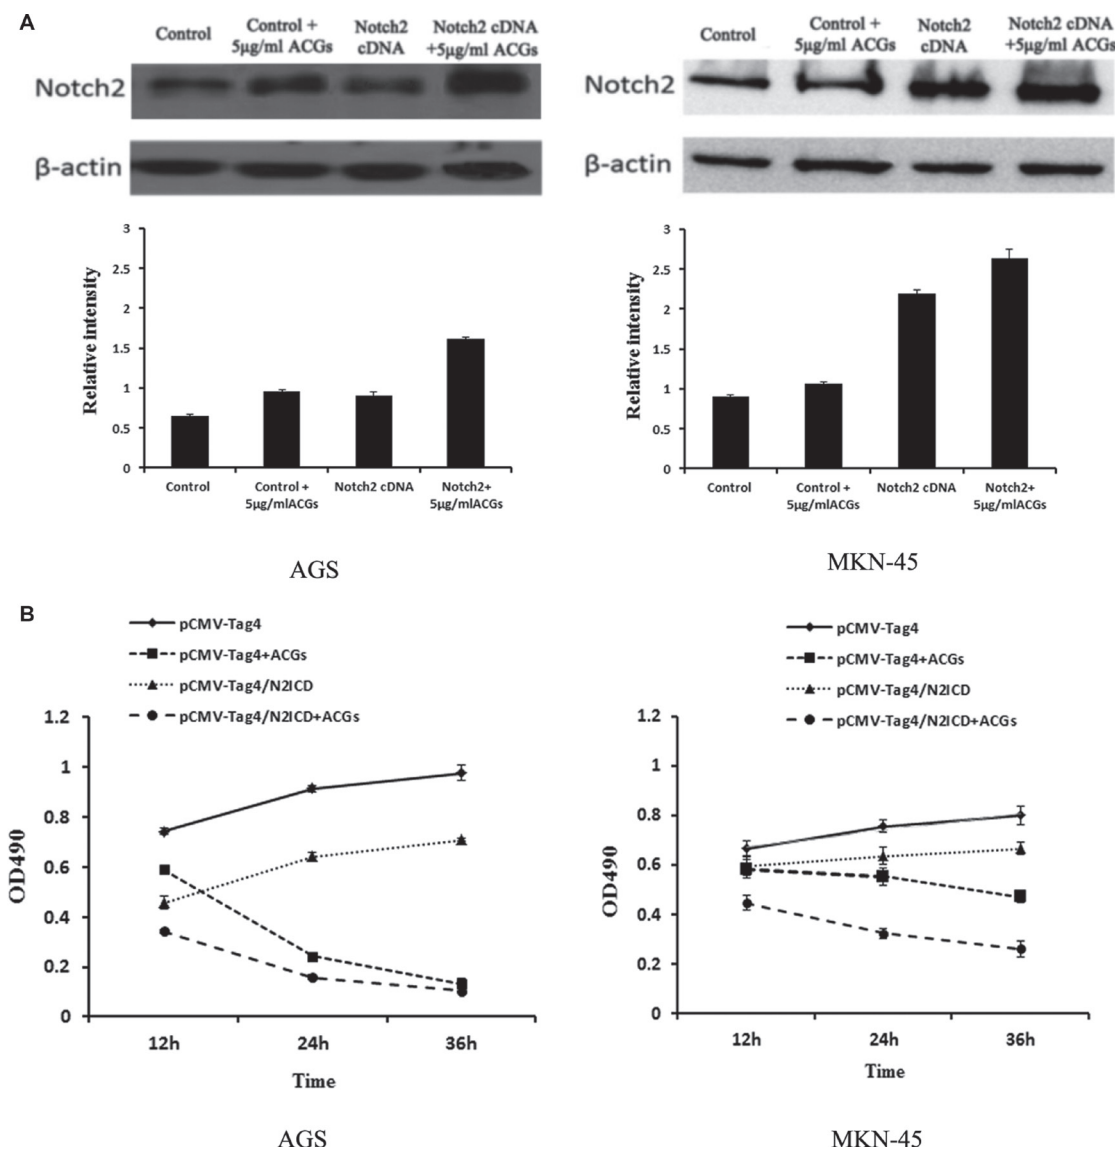 A
Control
Control +
5μg/ml ACGs
Notch2
cDNA
Notch2 cDNA
+5μg/ml ACGs
Notch2
β-actin
Control
Control +
5μg/ml ACGs
Notch2
cDNA
Notch2 cDNA
+5μg/ml ACGs
Notch2
β-actin
Relative intensity
3
2.5
2
1.5
1
0.5
0
Control
Control +
5μg/mlACGs
Notch2 cDNA
Notch2+
5μg/mlACGs
AGS
Relative intensity
3
2.5
2
1.5
1
0.5
0
Control
Control +
5μg/mlACGs
Notch2 cDNA
Notch2+
5μg/mlACGs
MKN-45
B
pCMV-Tag4
pCMV-Tag4+ACGs
pCMV-Tag4/N2ICD
pCMV-Tag4/N2ICD+ACGs
OD490
1.2
1
0.8
0.6
0.4
0.2
0
12h
24h
36h
Time
AGS
pCMV-Tag4
pCMV-Tag4+ACGs
pCMV-Tag4/N2ICD
pCMV-Tag4/N2ICD+ACGs
OD490
1.2
1
0.8
0.6
0.4
0.2
0
12h
24h
36h
Time
MKN-45